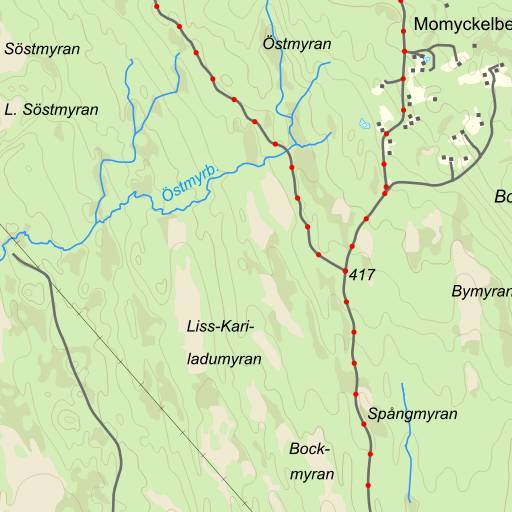 Momyckelbe
Söstmyran
Östmyran
L. Söstmyran
Östmyrb.
Bo
417
Bymyran
Liss-Kari-
ladumyran
Spångmyran
Bock-
myran